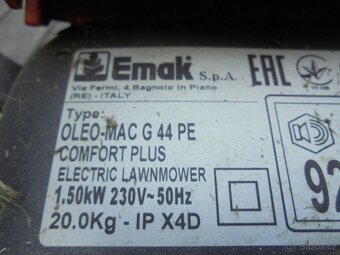 Emak S.p.A.
EAC
Via Fermi, 4 Bagnolo In Piano
(RE) - ITALY
Type:
OLEO-MAC G 44 PE
COMFORT PLUS
ELECTRIC LAWNMOWER
1.50kW 230V~50Hz
20.0Kg - IP X4D
92